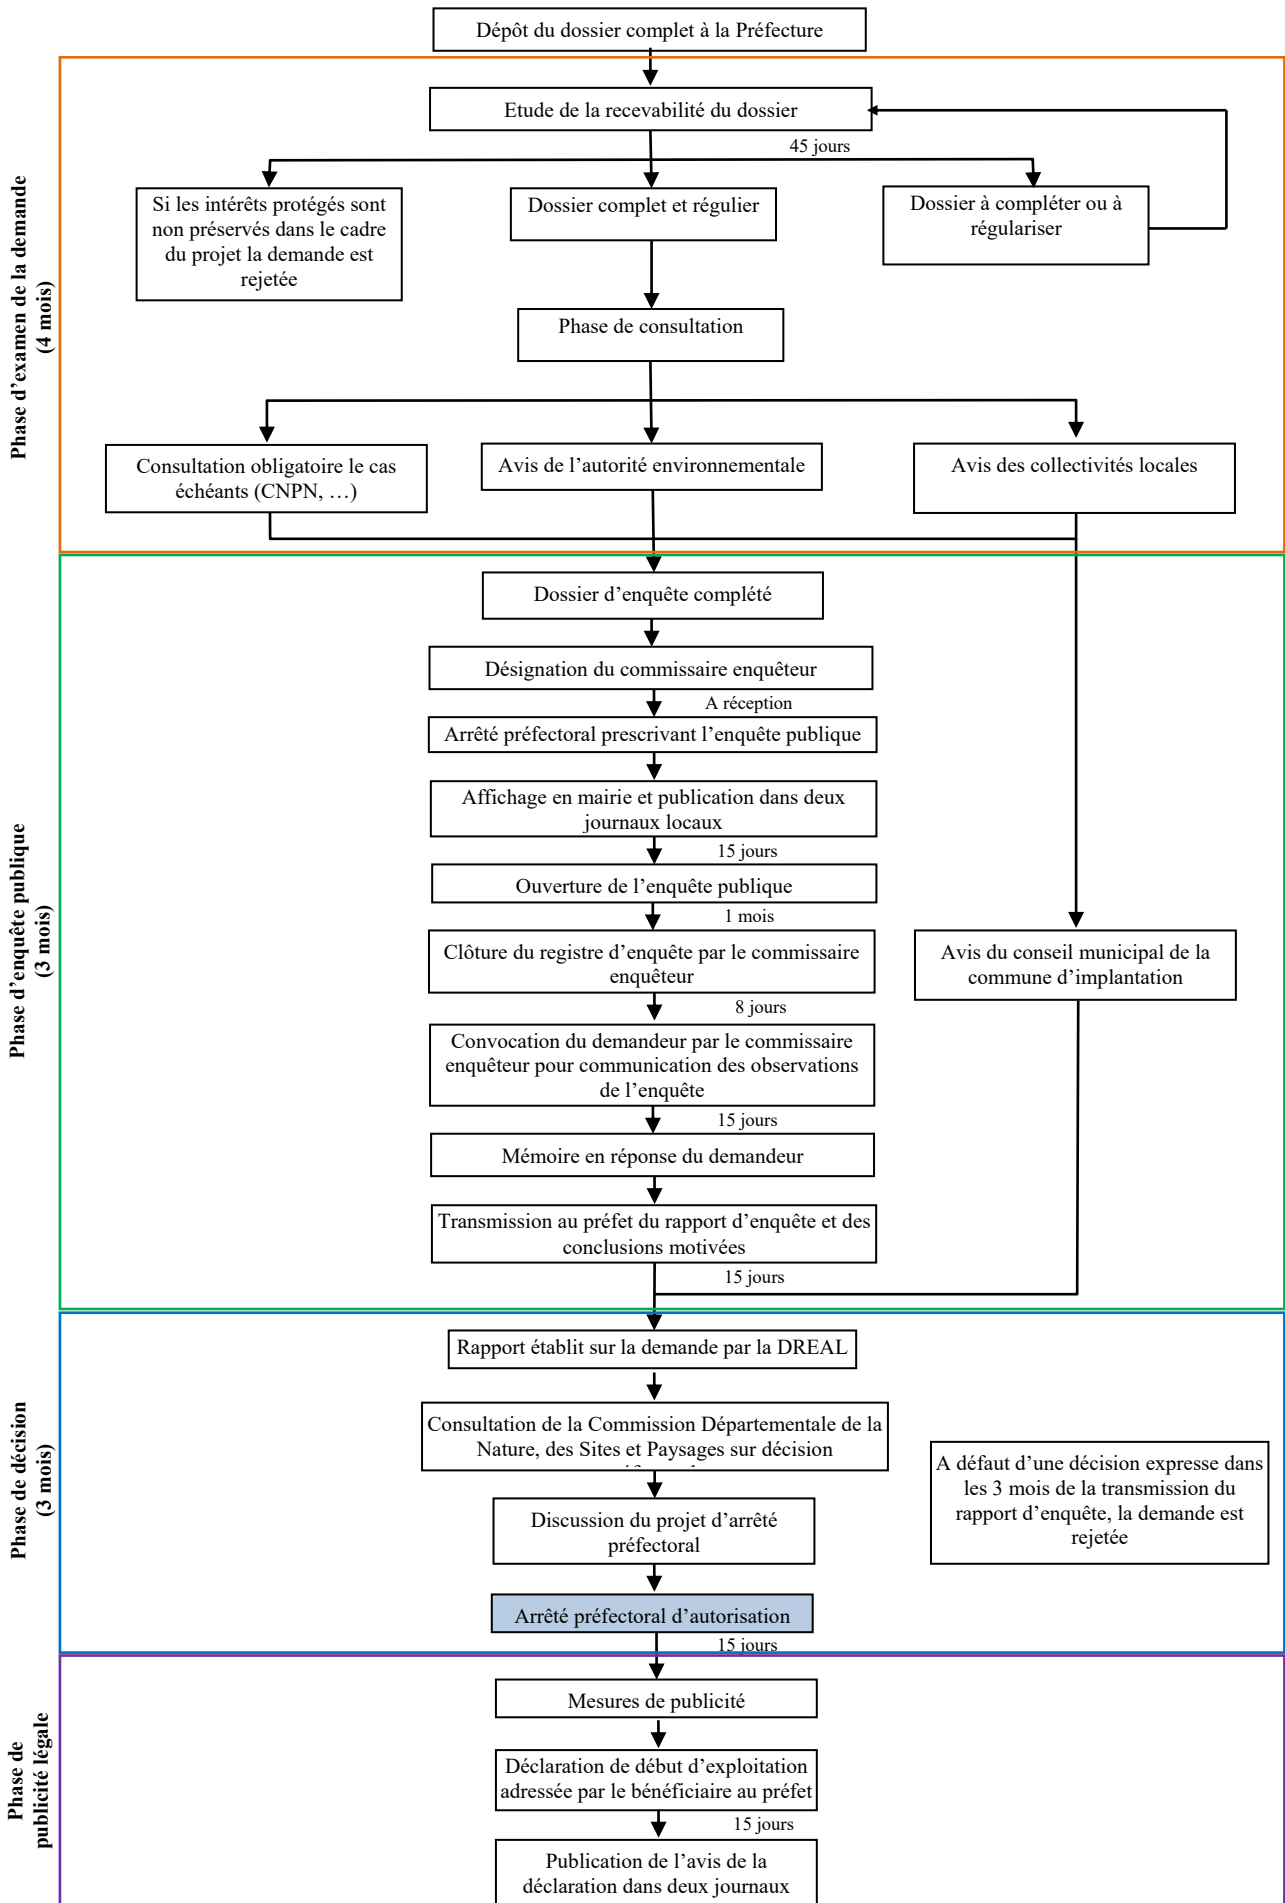 Dépôt du dossier complet à la Préfecture
Phase d'examen de la demande
(4 mois)
Etude de la recevabilité du dossier
45 jours
Si les intérêts protégés sont
non préservés dans le cadre
du projet la demande est
rejetée
Dossier complet et régulier
Dossier à compléter ou à
régulariser
Phase de consultation
Consultation obligatoire le cas
échéants (CNPN, …)
Avis de l'autorité environnementale
Avis des collectivités locales
Phase d'enquête publique
(3 mois)
Dossier d'enquête complété
Désignation du commissaire enquêteur
A réception
Arrêté préfectoral prescrivant l'enquête publique
Affichage en mairie et publication dans deux
journaux locaux
15 jours
Ouverture de l'enquête publique
1 mois
Clôture du registre d'enquête par le commissaire
enquêteur
Avis du conseil municipal de la
commune d'implantation
8 jours
Convocation du demandeur par le commissaire
enquêteur pour communication des observations
de l'enquête
15 jours
Mémoire en réponse du demandeur
Transmission au préfet du rapport d'enquête et des
conclusions motivées
15 jours
Phase de décision
(3 mois)
Rapport établit sur la demande par la DREAL
Consultation de la Commission Départementale de la
Nature, des Sites et Paysages sur décision
A défaut d'une décision expresse dans
les 3 mois de la transmission du
rapport d'enquête, la demande est
rejetée
Discussion du projet d'arrêté
préfectoral
Arrêté préfectoral d'autorisation
15 jours
Phase de
publicité légale
Mesures de publicité
Déclaration de début d'exploitation
adressée par le bénéficiaire au préfet
15 jours
Publication de l'avis de la
déclaration dans deux journaux